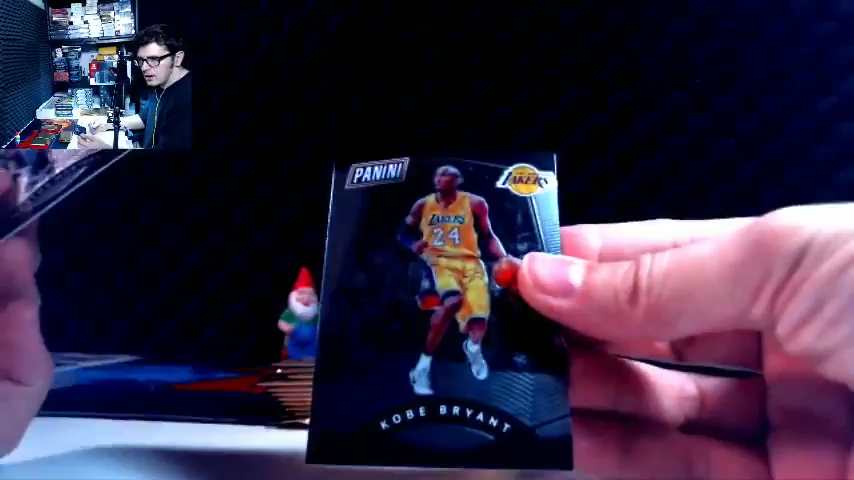 PANINI
LAKERS
LAKERS
24
KOBE BRYANT